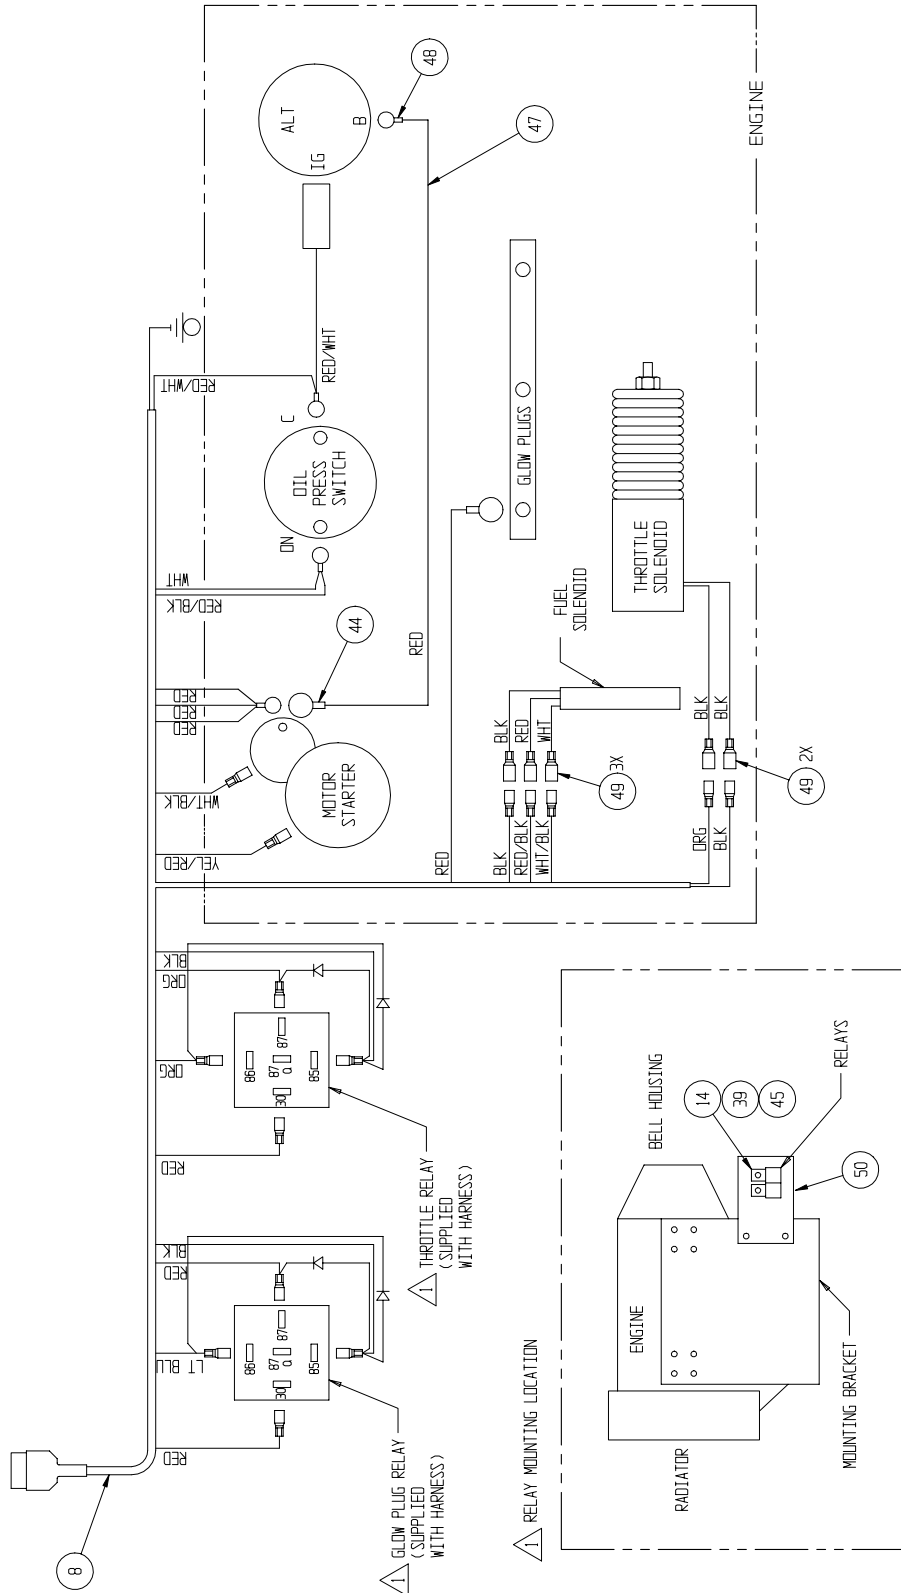 ENGINE
ALT
IG
B
48
47
RED/WHT
RED/WHT
C
OIL
PRESS
SWITCH
ON
WHT
RED/BLK
44
RED
RED
RED
RED
WHT/BLK
YEL/RED
MOTOR
STARTER
GLOW PLUGS
RED
THROTTLE
SOLENOID
FUEL
SOLENOID
BLK
RED
WHT
49
3X
BLK
RED/BLK
WHT/BLK
BLK
BLK
49
2X
ORG
BLK
BLK
ORG
ORG
RED
86
87
87
a
85
30
1
THROTTLE RELAY
(SUPPLIED
WITH HARNESS)
BLK
RED
LT BLU
RED
86
87
87
a
85
30
1
GLOW PLUG RELAY
(SUPPLIED
WITH HARNESS)
8
1
RELAY MOUNTING LOCATION
BELL HOUSING
14
39
45
RELAYS
50
ENGINE
RADIATOR
MOUNTING BRACKET